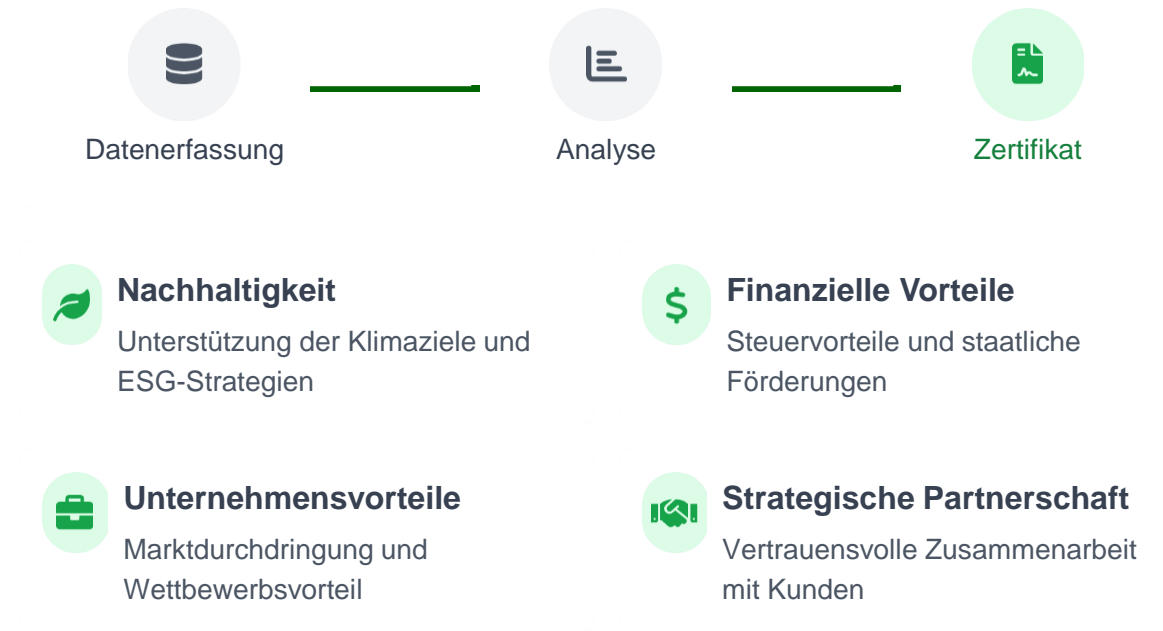 Datenerfassung
Analyse
Zertifikat
Nachhaltigkeit
Unterstützung der Klimaziele und
ESG-Strategien
Finanzielle Vorteile
Steuervorteile und staatliche
Förderungen
Unternehmensvorteile
Marktdurchdringung und
Wettbewerbsvorteil
Strategische Partnerschaft
Vertrauensvolle Zusammenarbeit
mit Kunden